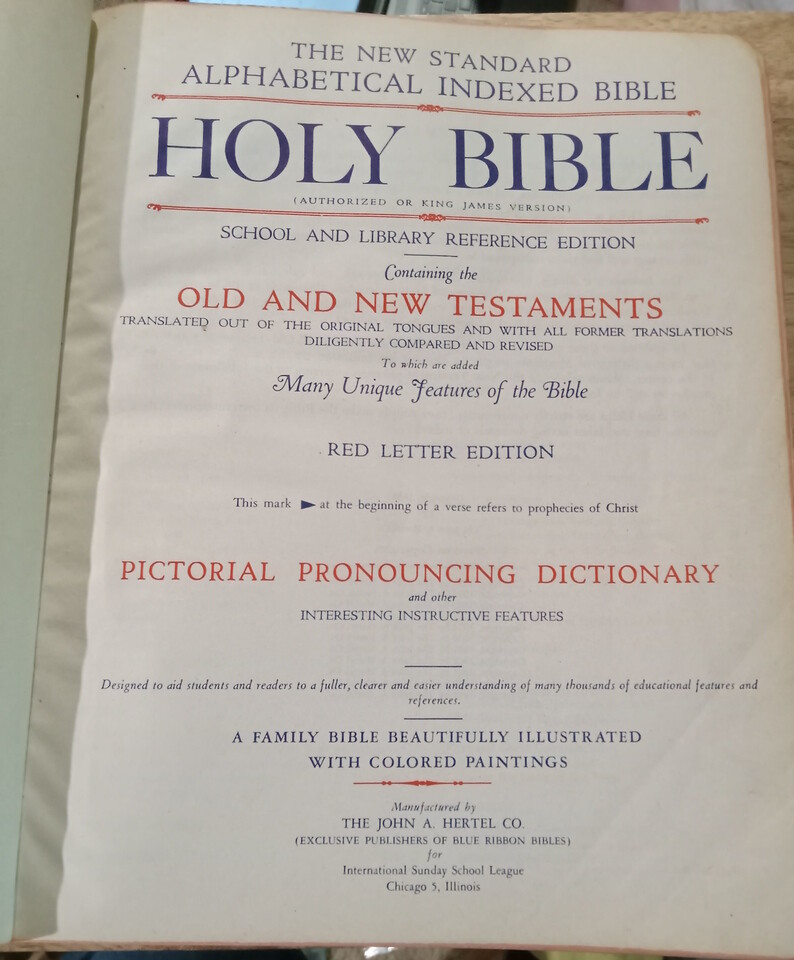 THE NEW STANDARD
ALPHABETICAL INDEXED BIBLE
HOLY BIBLE
(AUTHORIZED OR KING JAMES VERSION)
SCHOOL AND LIBRARY REFERENCE EDITION
Containing the
OLD AND NEW TESTAMENTS
TRANSLATED OUT OF THE ORIGINAL TONGUES AND WITH ALL FORMER TRANSLATIONS
DILIGENTLY COMPARED AND REVISED
To which are added
Many Unique Features of the Bible
RED LETTER EDITION
This mark ► at the beginning of a verse refers to prophecies of Christ
PICTORIAL PRONOUNCING DICTIONARY
and other
INTERESTING INSTRUCTIVE FEATURES
Designed to aid students and readers to a fuller, clearer and easier understanding of many thousands of educational features and
references.
A FAMILY BIBLE BEAUTIFULLY ILLUSTRATED
WITH COLORED PAINTINGS
Manufactured by
THE JOHN A. HERTEL CO.
(EXCLUSIVE PUBLISHERS OF BLUE RIBBON BIBLES)
for
International Sunday School League
Chicago 5, Illinois